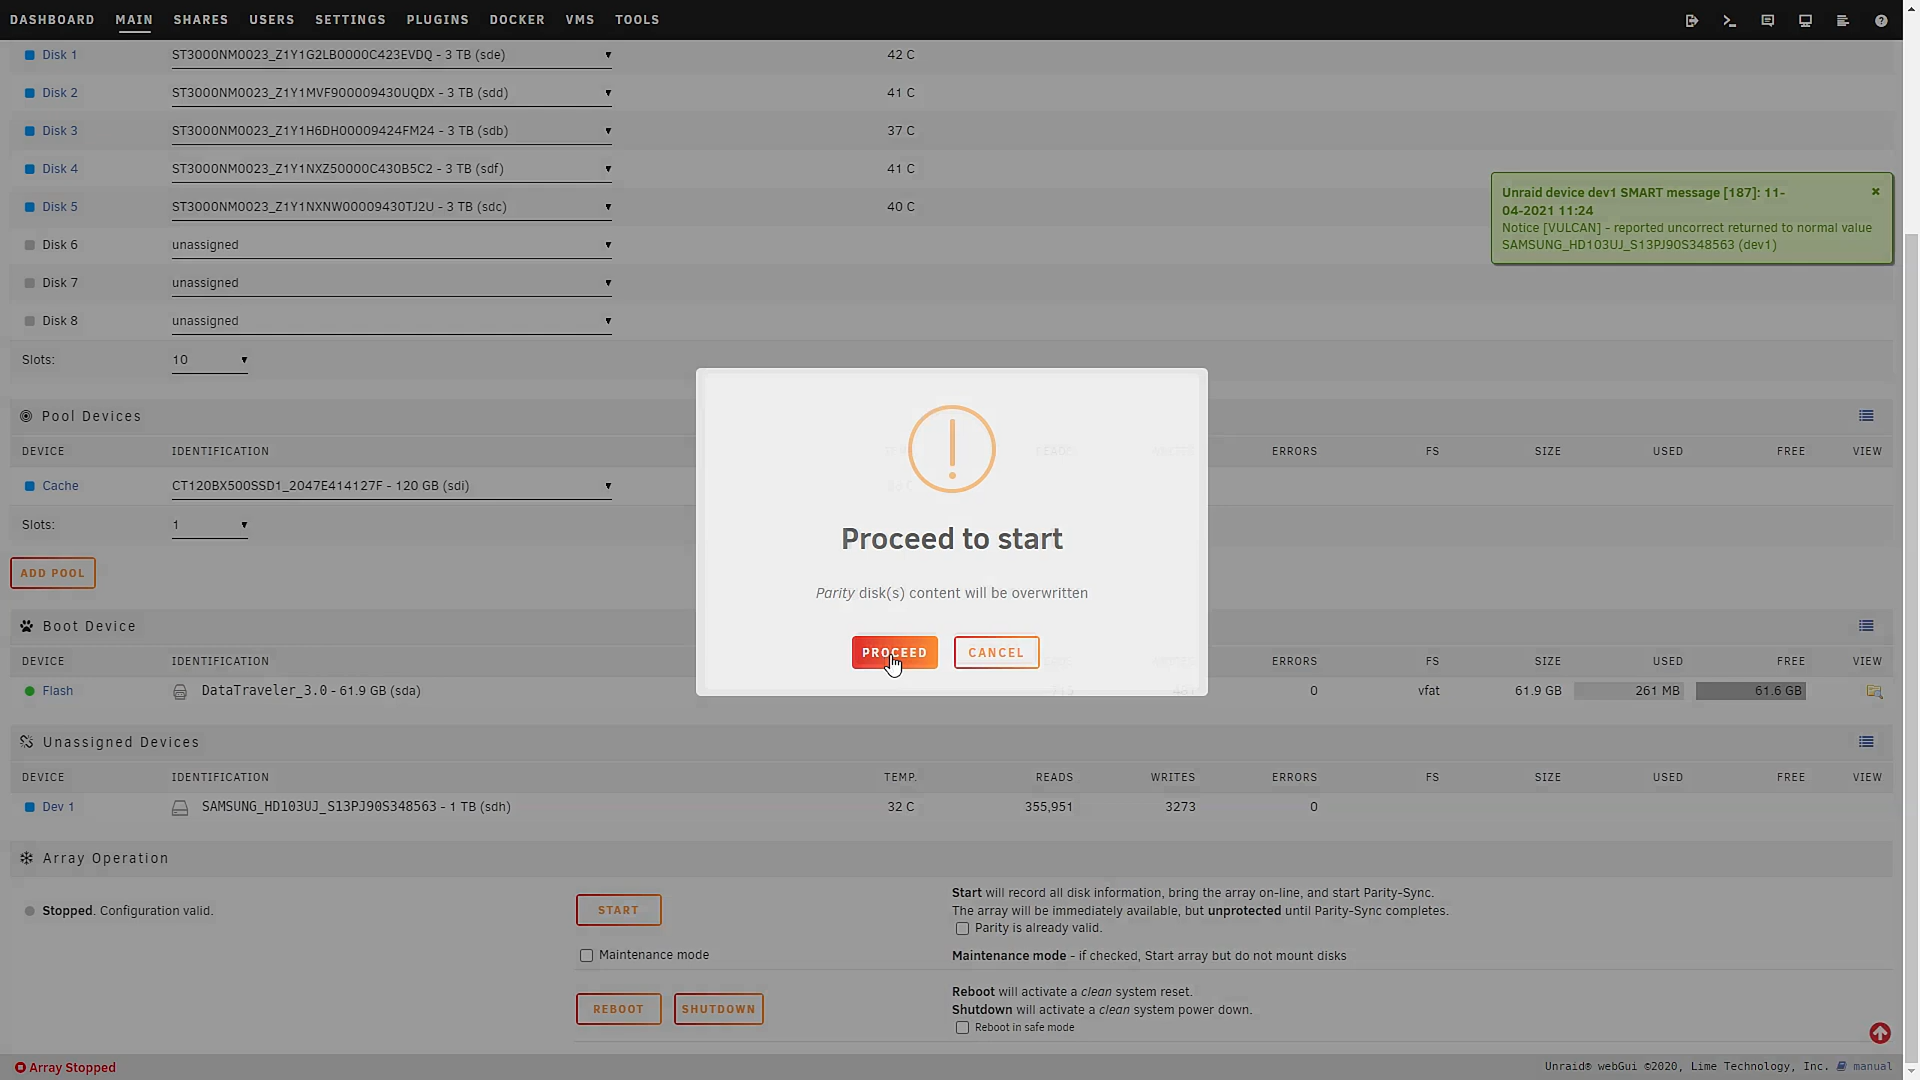 DASHBOARD MAIN SHARES USERS SETTINGS PLUGINS DOCKER VMS TOOLS
Disk 1 ST3000NM0023_Z1Y1G2LB0000C423EVDQ - 3 TB (sde) 42 C
Disk 2 ST3000NM0023_Z1Y1MVF900009430UQDX - 3 TB (sdd) 41 C
Disk 3 ST3000NM0023_Z1Y1H6DH00009424FM24 - 3 TB (sdb) 37 C
Disk 4 ST3000NM0023_Z1Y1NXZ50000C430B5C2 - 3 TB (sdf) 41 C
Disk 5 ST3000NM0023_Z1Y1NXNW00009430TJ2U - 3 TB (sdc) 40 C
Disk 6 unassigned
Disk 7 unassigned
Disk 8 unassigned
Slots: 10
Unraid device dev1 SMART message [187]: 11-
04-2021 11:24
Notice [VULCAN] - reported uncorrect returned to normal value
SAMSUNG_HD103UJ_S13PJ90S348563 (dev1)
Pool Devices
DEVICE IDENTIFICATION ERRORS FS SIZE USED FREE VIEW
Cache CT120BX500SSD1_2047E414127F - 120 GB (sdi)
Slots: 1
ADD POOL
Proceed to start
Parity disk(s) content will be overwritten
PROCEED CANCEL
Boot Device
DEVICE IDENTIFICATION ERRORS FS SIZE USED FREE VIEW
Flash DataTraveler_3.0 - 61.9 GB (sda) 0 vfat 61.9 GB 261 MB 61.6 GB
Unassigned Devices
DEVICE IDENTIFICATION TEMP. READS WRITES ERRORS FS SIZE USED FREE VIEW
Dev 1 SAMSUNG_HD103UJ_S13PJ90S348563 - 1 TB (sdh) 32 C 355,951 3273 0
Array Operation
Stopped. Configuration valid.
START
Start will record all disk information, bring the array on-line, and start Parity-Sync.
The array will be immediately available, but unprotected until Parity-Sync completes.
Parity is already valid.
Maintenance mode
Maintenance mode - if checked, Start array but do not mount disks
REBOOT SHUTDOWN
Reboot will activate a clean system reset.
Shutdown will activate a clean system power down.
Reboot in safe mode
Array Stopped
Unraid® webGui ©2020, Lime Technology, Inc. manual